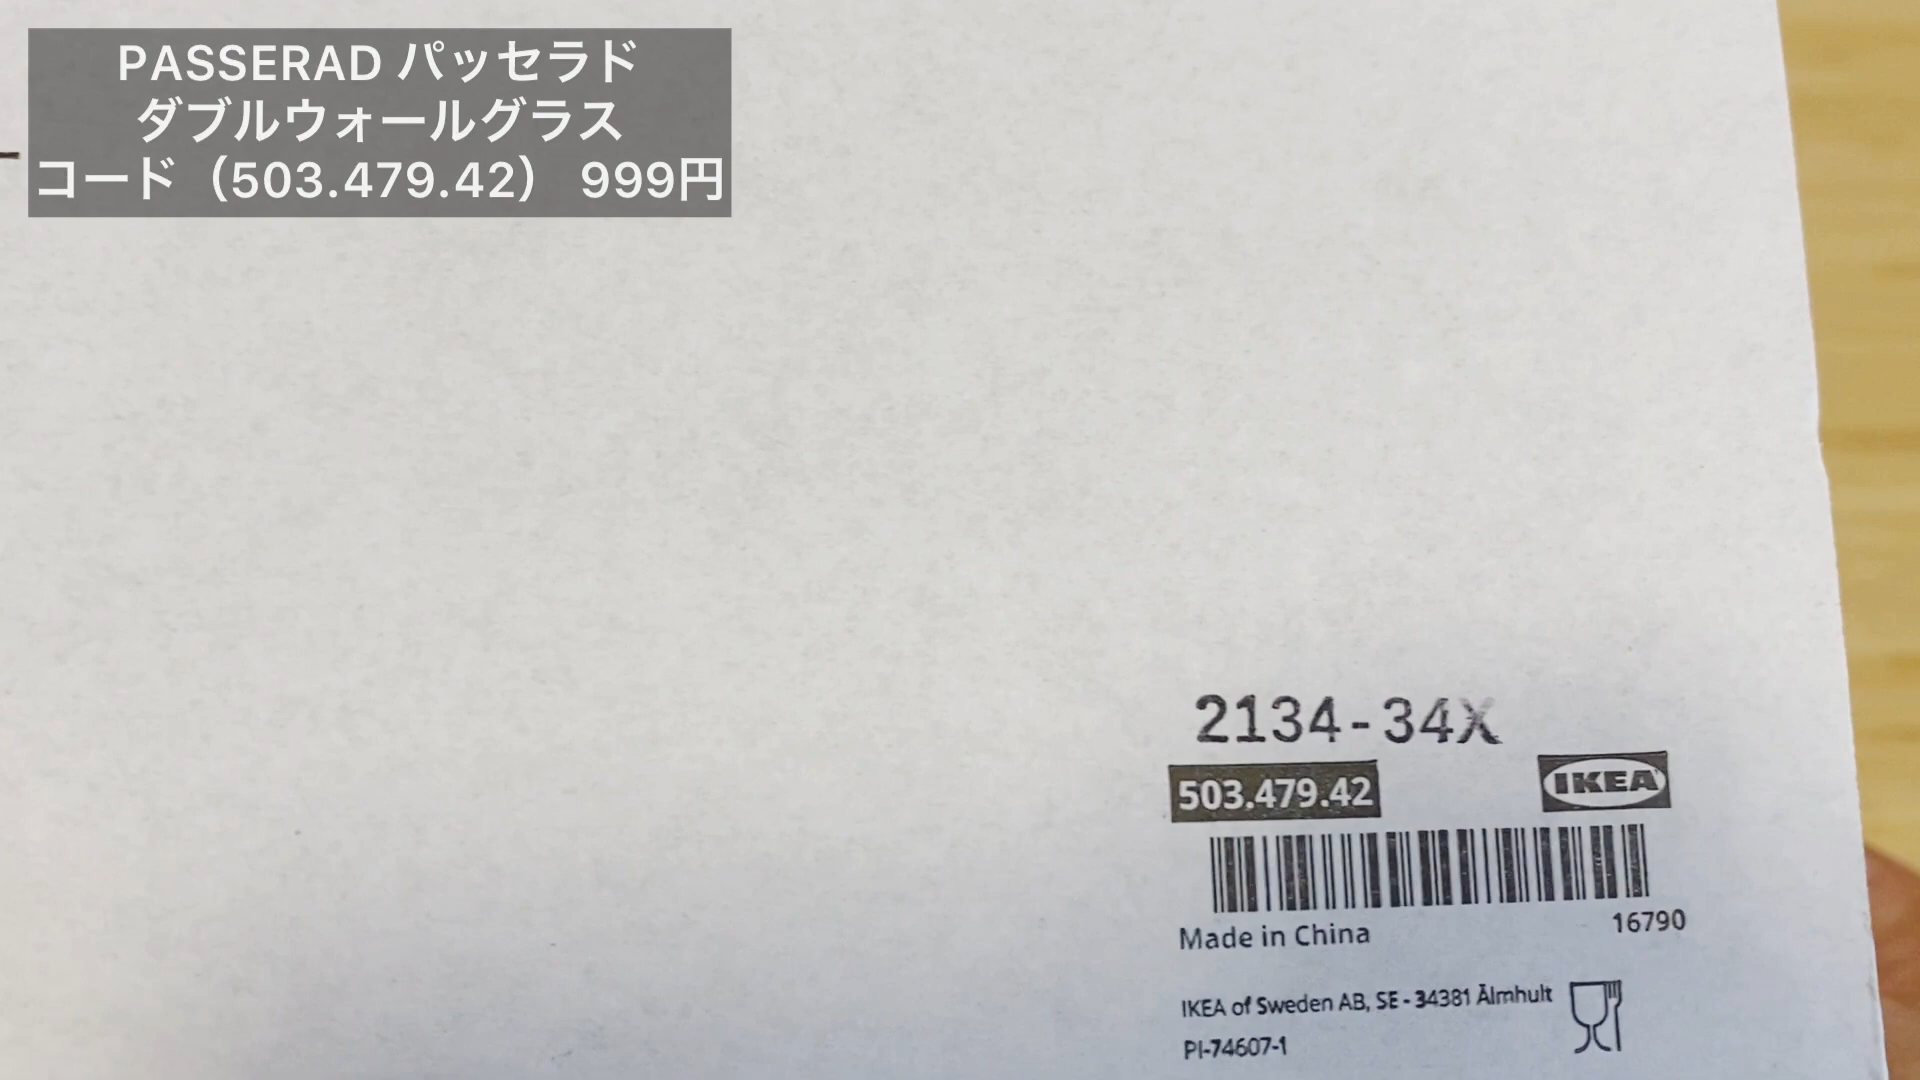 PASSERAD パッセラド
ダブルウォールグラス
コード（503.479.42） 999円
2134-34X
503.479.42
IKEA
Made in China
16790
IKEA of Sweden AB, SE - 34381 Älmhult
PI-74607-1